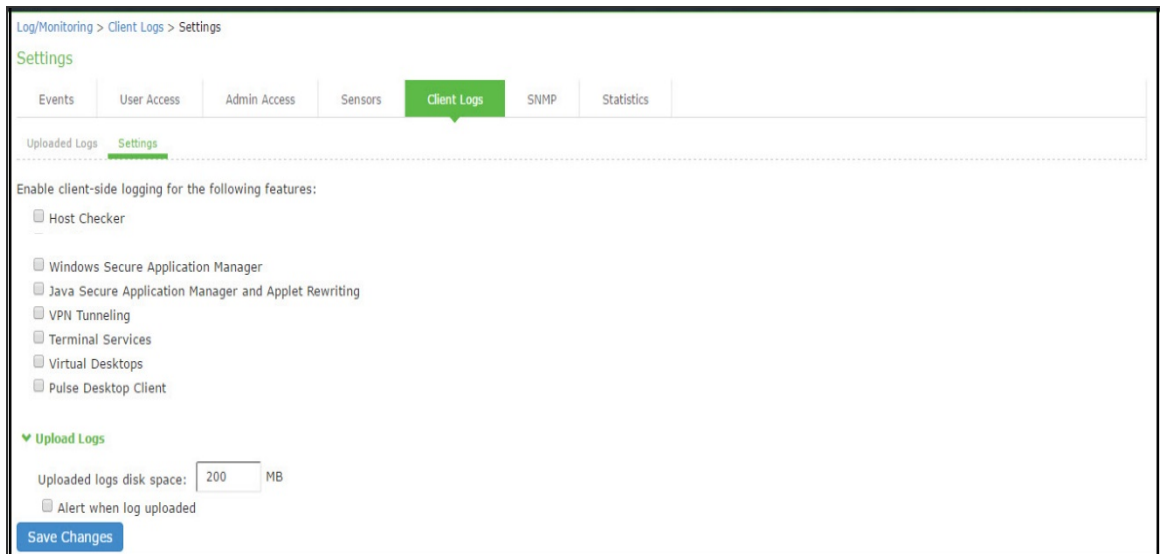 Log/Monitoring > Client Logs > Settings
Settings
Events User Access Admin Access Sensors Client Logs SNMP Statistics
Uploaded Logs Settings
Enable client-side logging for the following features:
Host Checker
Windows Secure Application Manager
Java Secure Application Manager and Applet Rewriting
VPN Tunneling
Terminal Services
Virtual Desktops
Pulse Desktop Client
Upload Logs
Uploaded logs disk space: 200 MB
Alert when log uploaded
Save Changes